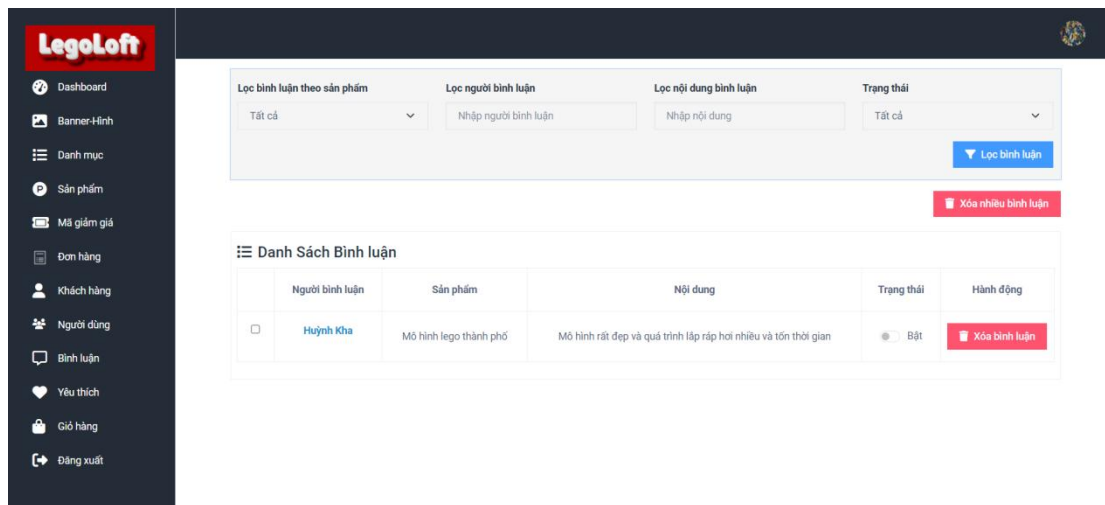 LegoLoft
Dashboard
Banner-Hình
Danh mục
Sản phẩm
Mã giảm giá
Đơn hàng
Khách hàng
Người dùng
Bình luận
Yêu thích
Giỏ hàng
Đăng xuất
Lọc bình luận theo sản phẩm
Lọc người bình luận
Lọc nội dung bình luận
Trạng thái
Tất cả
Nhập người bình luận
Nhập nội dung
Tất cả
Lọc bình luận
Xóa nhiều bình luận
Danh Sách Bình luận
Người bình luận
Sản phẩm
Nội dung
Trạng thái
Hành động
Huỳnh Kha
Mô hình lego thành phố
Mô hình rất đẹp và quá trình lắp ráp hơi nhiều và tốn thời gian
Bật
Xóa bình luận